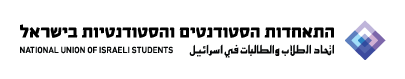 התאחדות הסטודנטים והסטודנטיות בישראל
اتحاد الطلاب والطالبات في اسرائيل NATIONAL UNION OF ISRAELI STUDENTS